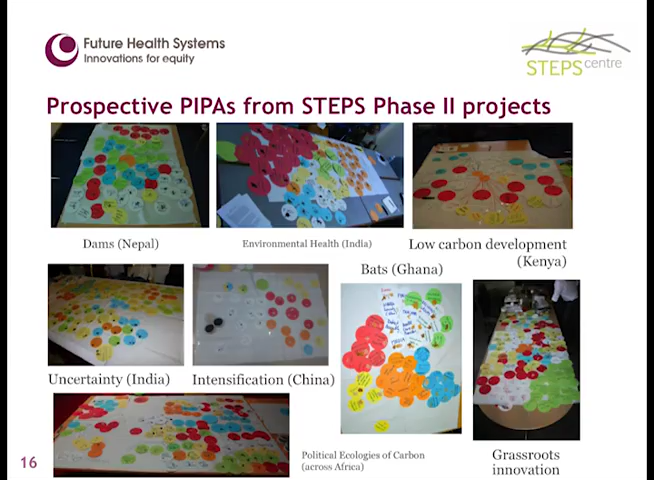 Future Health Systems
Innovations for equity
STEPS centre
Prospective PIPAs from STEPS Phase II projects
Dams (Nepal)
Environmental Health (India)
Low carbon development
(Kenya)
Bats (Ghana)
Uncertainty (India)
Intensification (China)
Political Ecologies of Carbon
(across Africa)
Grassroots
innovation
16